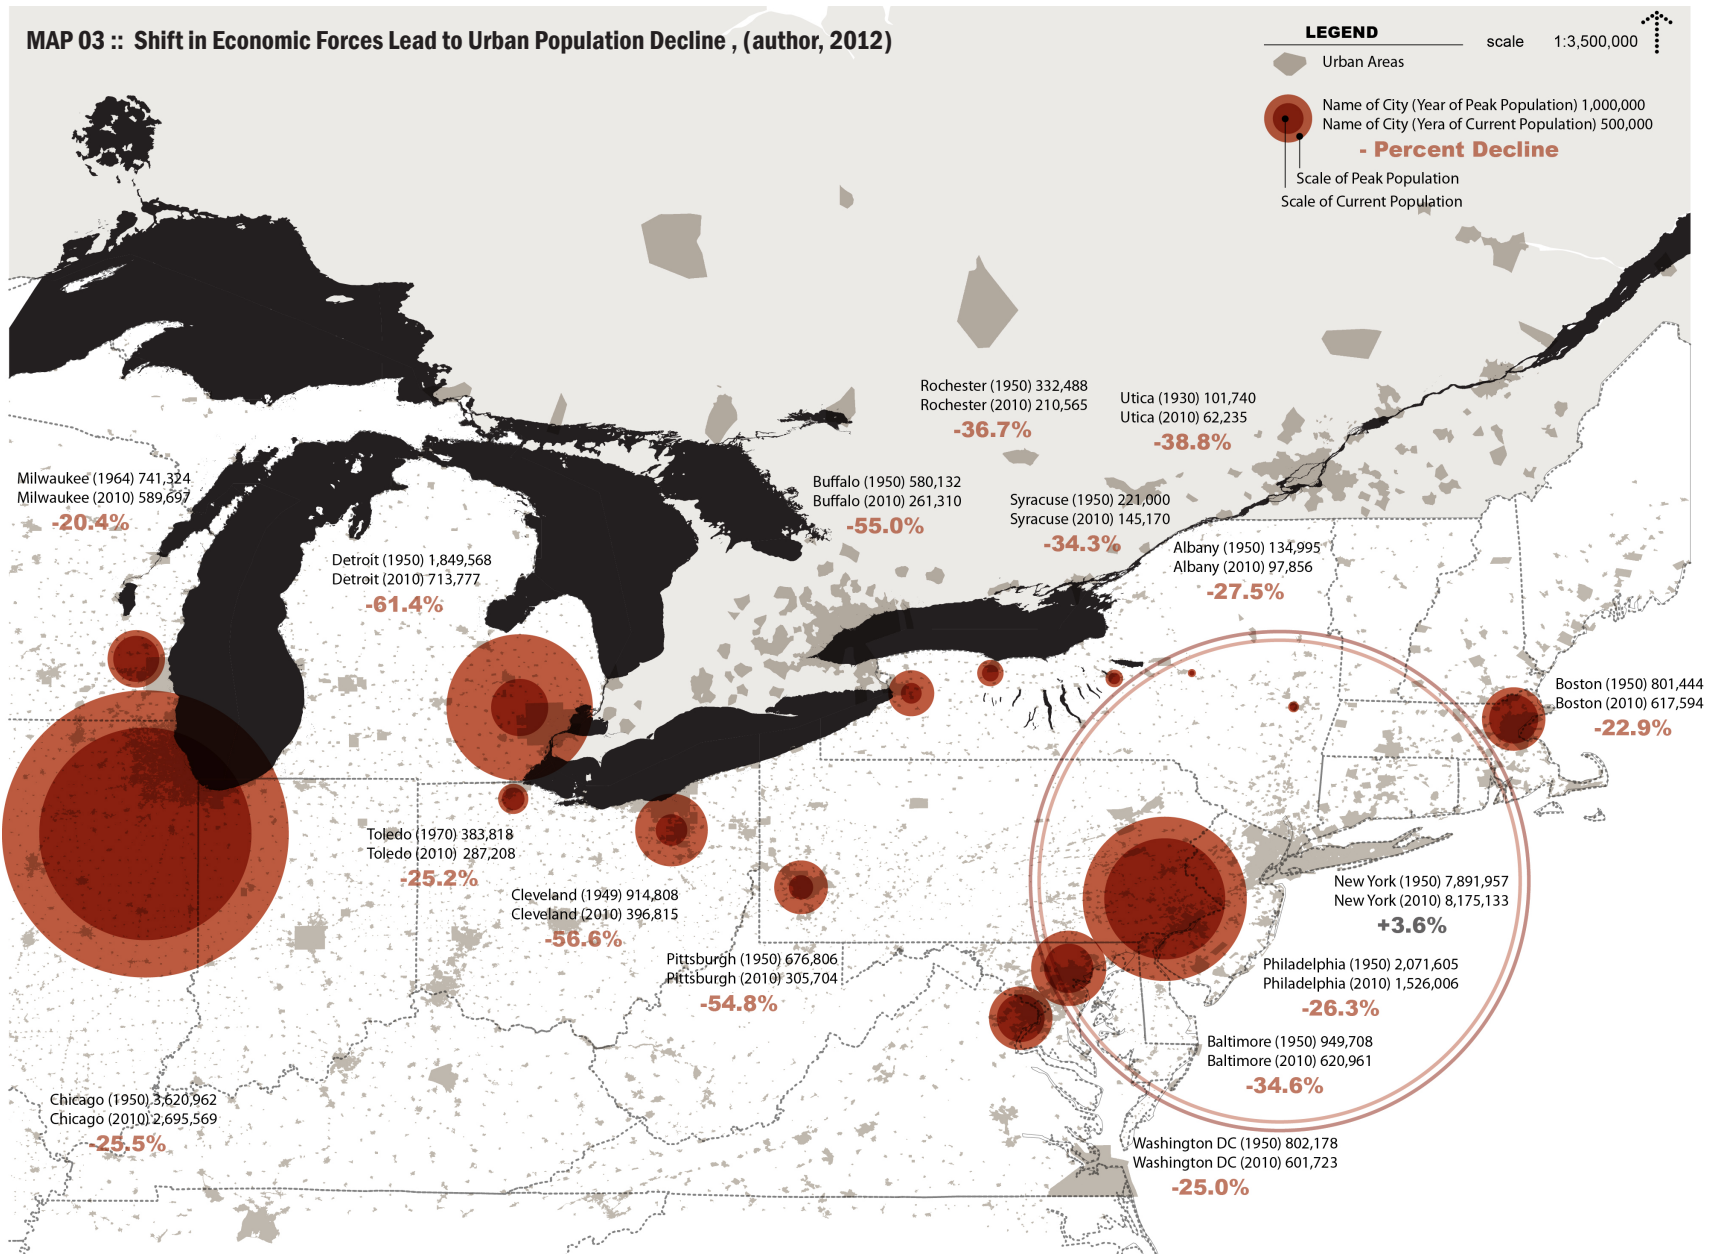 MAP 03 :: Shift in Economic Forces Lead to Urban Population Decline , (author, 2012)
LEGEND
scale 1:3,500,000
Urban Areas
Name of City (Year of Peak Population) 1,000,000
Name of City (Yera of Current Population) 500,000
- Percent Decline
Scale of Peak Population
Scale of Current Population
Rochester (1950) 332,488
Rochester (2010) 210,565
-36.7%
Utica (1930) 101,740
Utica (2010) 62,235
-38.8%
Milwaukee (1964) 741,324
Milwaukee (2010) 589,697
-20.4%
Buffalo (1950) 580,132
Buffalo (2010) 261,310
-55.0%
Syracuse (1950) 221,000
Syracuse (2010) 145,170
-34.3%
Detroit (1950) 1,849,568
Detroit (2010) 713,777
-61.4%
Albany (1950) 134,995
Albany (2010) 97,856
-27.5%
Boston (1950) 801,444
Boston (2010) 617,594
-22.9%
Toledo (1970) 383,818
Toledo (2010) 287,208
-25.2%
Cleveland (1949) 914,808
Cleveland (2010) 396,815
-56.6%
New York (1950) 7,891,957
New York (2010) 8,175,133
+3.6%
Pittsburgh (1950) 676,806
Pittsburgh (2010) 305,704
-54.8%
Philadelphia (1950) 2,071,605
Philadelphia (2010) 1,526,006
-26.3%
Baltimore (1950) 949,708
Baltimore (2010) 620,961
-34.6%
Chicago (1950) 3,620,962
Chicago (2010) 2,695,569
-25.5%
Washington DC (1950) 802,178
Washington DC (2010) 601,723
-25.0%